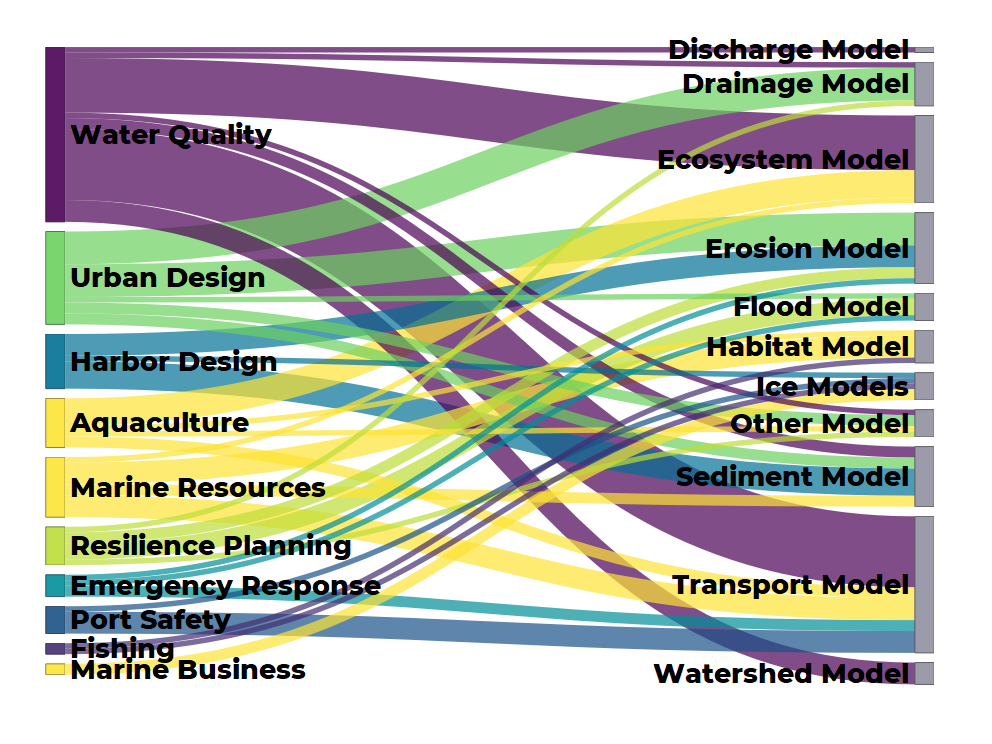 Water Quality
Urban Design
Harbor Design
Aquaculture
Marine Resources
Resilience Planning
Emergency Response
Port Safety
Fishing
Marine Business
Discharge Model
Drainage Model
Ecosystem Model
Erosion Model
Flood Model
Habitat Model
Ice Models
Other Model
Sediment Model
Transport Model
Watershed Model